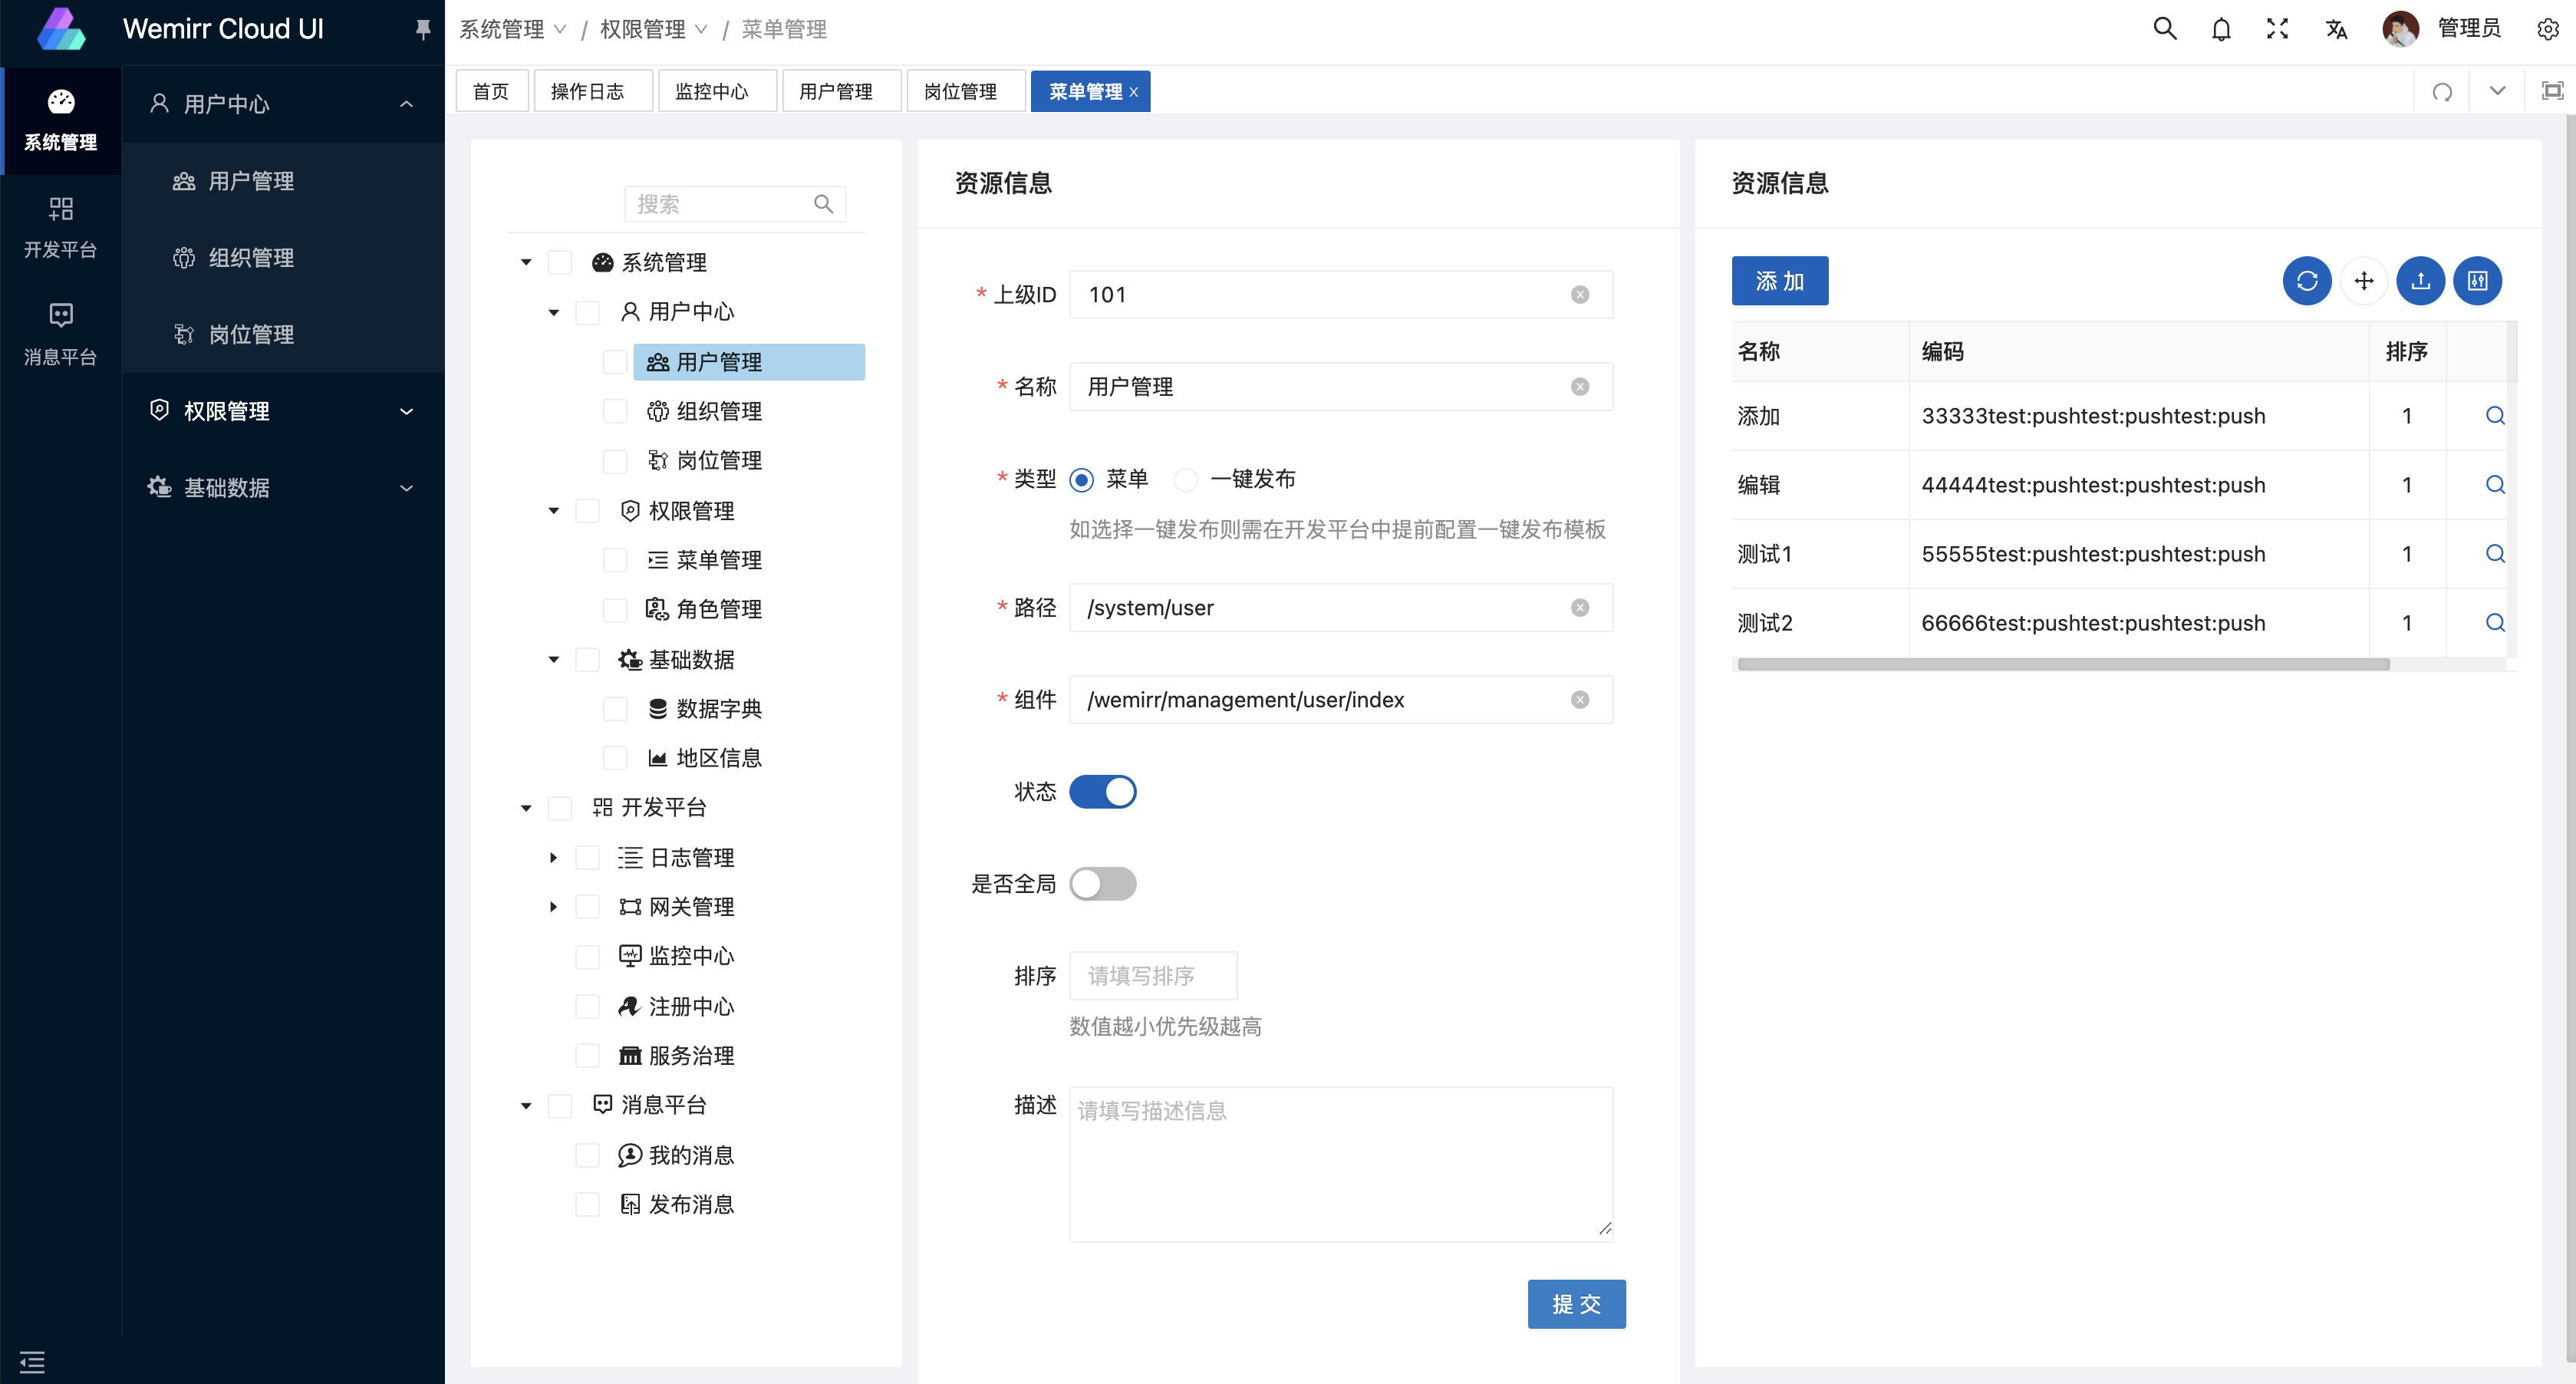 Wemirr Cloud UI
系统管理 / 权限管理 / 菜单管理
管理员
首页
操作日志
监控中心
用户管理
岗位管理
菜单管理 x
系统管理
开发平台
消息平台
用户中心
用户管理
组织管理
岗位管理
权限管理
基础数据
搜索
系统管理
用户中心
用户管理
组织管理
岗位管理
权限管理
菜单管理
角色管理
基础数据
数据字典
地区信息
开发平台
日志管理
网关管理
监控中心
注册中心
服务治理
消息平台
我的消息
发布消息
资源信息
* 上级ID 101
* 名称 用户管理
* 类型 菜单 一键发布
如选择一键发布则需在开发平台中提前配置一键发布模板
* 路径 /system/user
* 组件 /wemirr/management/user/index
状态
是否全局
排序 请填写排序
数值越小优先级越高
描述 请填写描述信息
提 交
资源信息
添 加
名称 编码 排序
添加 33333test:pushtest:pushtest:push 1
编辑 44444test:pushtest:pushtest:push 1
测试1 55555test:pushtest:pushtest:push 1
测试2 66666test:pushtest:pushtest:push 1